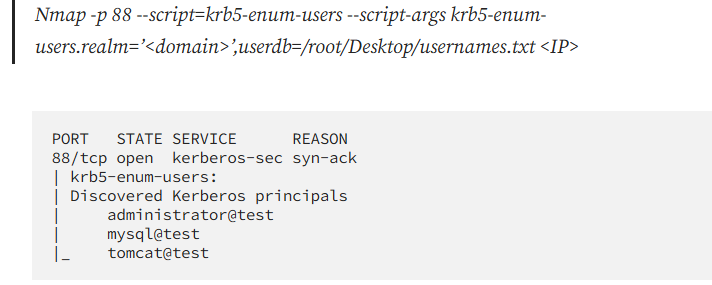 Nmap -p 88 --script=krb5-enum-users --script-args krb5-enum-
users.realm=’<domain>’,userdb=/root/Desktop/usernames.txt <IP>
PORT   STATE SERVICE      REASON
88/tcp open  kerberos-sec syn-ack
| krb5-enum-users:
| Discovered Kerberos principals
|     administrator@test
|     mysql@test
|_    tomcat@test